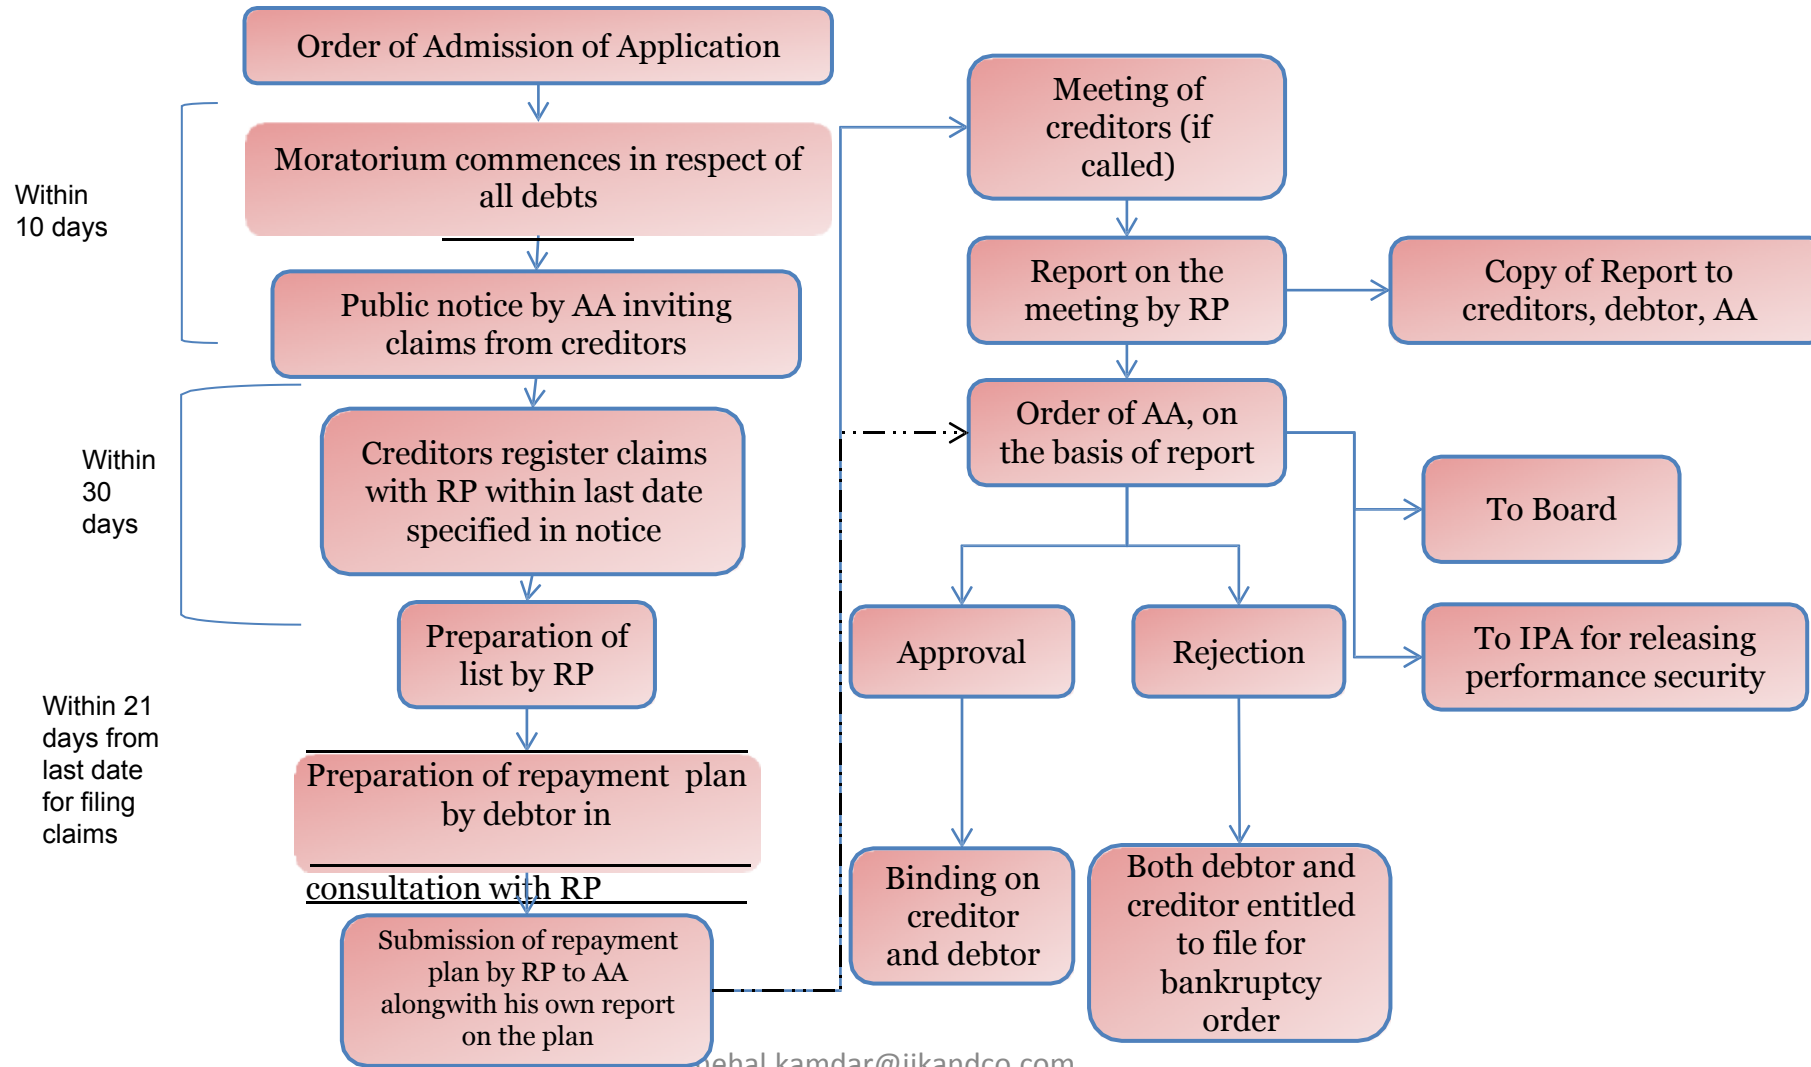 Order of Admission of Application
Within
10 days
Moratorium commences in respect of
all debts
Public notice by AA inviting
claims from creditors
Within
30
days
Creditors register claims
with RP within last date
specified in notice
Preparation of
list by RP
Within 21
days from
last date
for filing
claims
Preparation of repayment plan
by debtor in
consultation with RP
Submission of repayment
plan by RP to AA
alongwith his own report
on the plan
Meeting of
creditors (if
called)
Report on the
meeting by RP
Copy of Report to
creditors, debtor, AA
Order of AA, on
the basis of report
To Board
To IPA for releasing
performance security
Approval
Rejection
Binding on
creditor
and debtor
Both debtor and
creditor entitled
to file for
bankruptcy
order